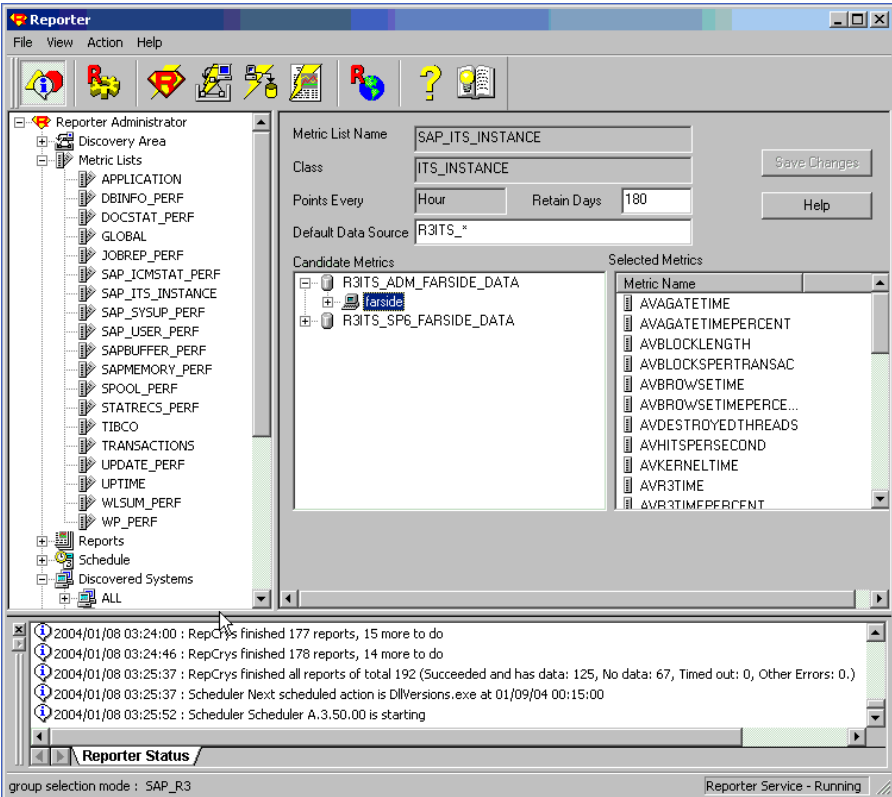 Reporter
File View Action Help
Reporter Administrator
Discovery Area
Metric Lists
APPLICATION
DBINFO_PERF
DOCSTAT_PERF
GLOBAL
JOBREP_PERF
SAP_ICMSTAT_PERF
SAP_ITS_INSTANCE
SAP_SYSUP_PERF
SAP_USER_PERF
SAPBUFFER_PERF
SAPMEMORY_PERF
SPOOL_PERF
STATRECS_PERF
TIBCO
TRANSACTIONS
UPDATE_PERF
UPTIME
WLSUM_PERF
WP_PERF
Reports
Schedule
Discovered Systems
ALL
Metric List Name SAP_ITS_INSTANCE
Class ITS_INSTANCE
Save Changes
Points Every Hour Retain Days 180
Help
Default Data Source R3ITS_*
Candidate Metrics
R3ITS_ADM_FARSIDE_DATA
farside
R3ITS_SP6_FARSIDE_DATA
Selected Metrics
Metric Name
AVAGATETIME
AVAGATETIMEPERCENT
AVBLOCKLENGTH
AVBLOCKSPERTRANSAC
AVBROWSETIME
AVBROWSETIMEPERCE...
AVDESTROYEDTHREADS
AVHITSPERSECOND
AVKERNELTIME
AVR3TIME
AVR3TIMEPERCENT
2004/01/08 03:24:00 : RepCrys finished 177 reports, 15 more to do
2004/01/08 03:24:46 : RepCrys finished 178 reports, 14 more to do
2004/01/08 03:25:37 : RepCrys finished all reports of total 192 (Succeeded and has data: 125, No data: 67, Timed out: 0, Other Errors: 0.)
2004/01/08 03:25:37 : Scheduler Next scheduled action is DllVersions.exe at 01/09/04 00:15:00
2004/01/08 03:25:52 : Scheduler Scheduler A.3.50.00 is starting
Reporter Status
group selection mode : SAP_R3
Reporter Service - Running